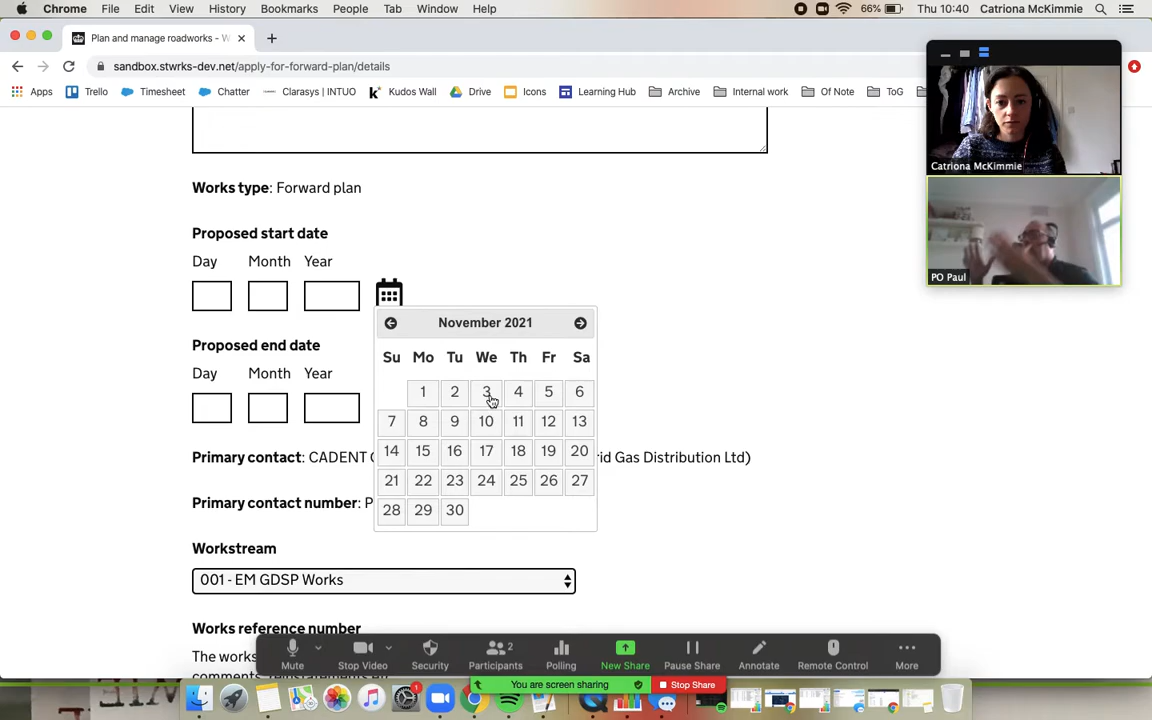 Chrome File Edit View History Bookmarks People Tab Window Help 66% Thu 10:40 Catriona McKimmie
Plan and manage roadworks - W
sandbox.stwrks-dev.net/apply-for-forward-plan/details
Apps Trello Timesheet Chatter Clarasys | INTUO Kudos Wall Drive Icons Learning Hub Archive Internal work Of Note ToG
Catriona McKimmie
PO Paul
Works type: Forward plan
Proposed start date
Day Month Year
November 2021
Su Mo Tu We Th Fr Sa
1 2 3 4 5 6
7 8 9 10 11 12 13
14 15 16 17 18 19 20
21 22 23 24 25 26 27
28 29 30
Proposed end date
Day Month Year
Primary contact: CADENT rid Gas Distribution Ltd)
Primary contact number: P
Workstream
001 - EM GDSP Works
Works reference number
The works
Mute Stop Video Security Participants 2 Polling New Share Pause Share Annotate Remote Control More
You are screen sharing Stop Share
1